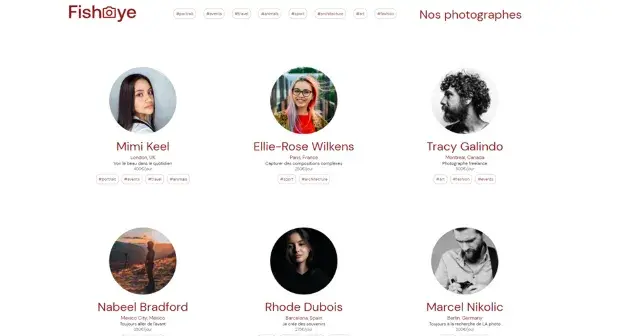 FishEye
#portrait #events #travel #animals #sport #architecture #art #fashion
Nos photographes
Mimi Keel
London, UK
Voir le beau dans le quotidien
400€/jour
#portrait #events #travel #animals
Ellie-Rose Wilkens
Paris, France
Capturer des compositions complexes
250€/jour
#sport #architecture
Tracy Galindo
Montreal, Canada
Photographe freelance
500€/jour
#art #fashion #events
Nabeel Bradford
Mexico City, Mexico
Toujours aller de l'avant
Rhode Dubois
Barcelona, Spain
Je crée des souvenirs
275€/jour
Marcel Nikolic
Berlin, Germany
Toujours à la recherche de LA photo